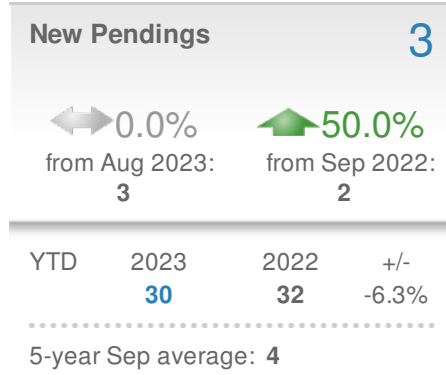 New Pendings 3
0.0% 50.0%
from Aug 2023: from Sep 2022:
3 2
YTD 2023 2022 +/-
30 32 -6.3%
5-year Sep average: 4